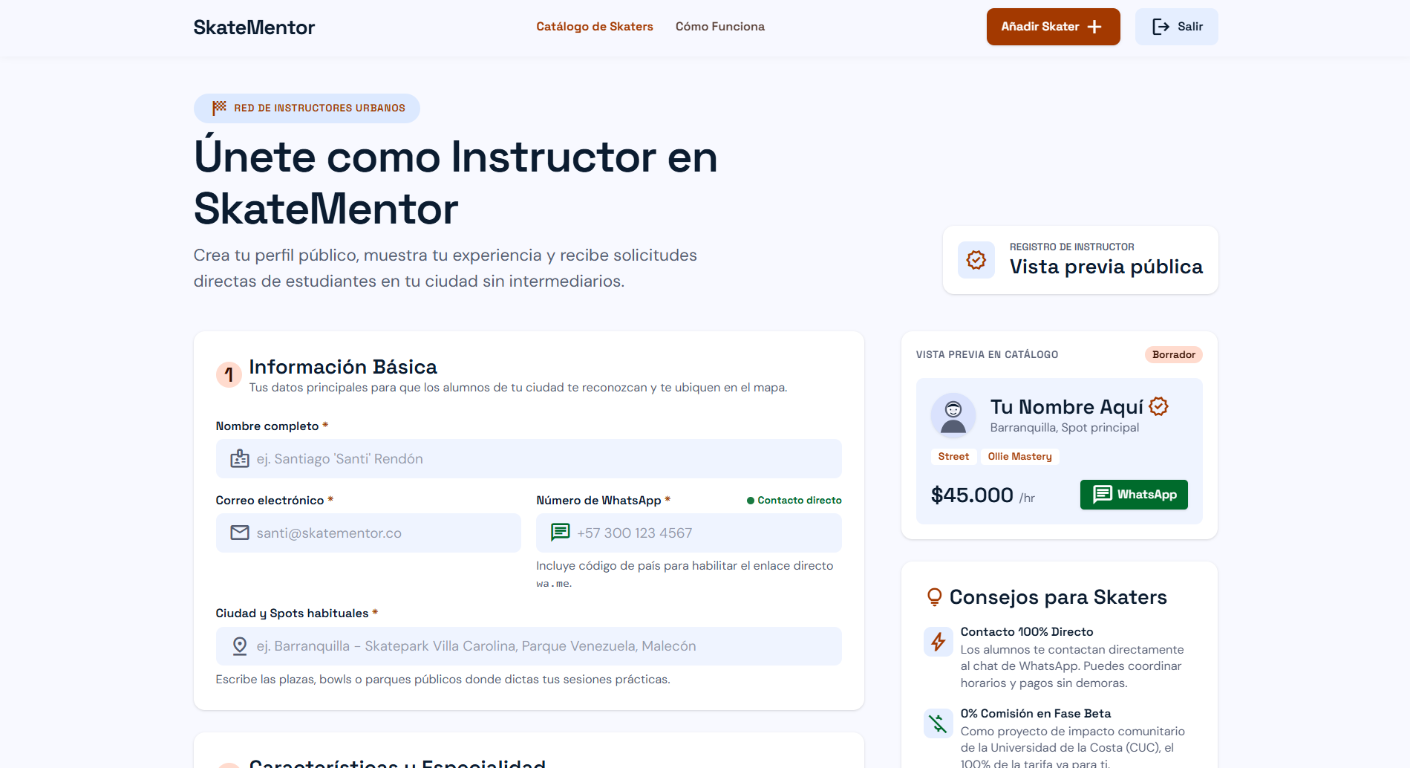 SkateMentor
Catálogo de Skaters
Cómo Funciona
Añadir Skater
Salir
RED DE INSTRUCTORES URBANOS
Únete como Instructor en
SkateMentor
Crea tu perfil público, muestra tu experiencia y recibe solicitudes
directas de estudiantes en tu ciudad sin intermediarios.
REGISTRO DE INSTRUCTOR
Vista previa pública
1
Información Básica
Tus datos principales para que los alumnos de tu ciudad te reconozcan y te ubiquen en el mapa.
Nombre completo *
ej. Santiago 'Santi' Rendón
Correo electrónico *
santi@skatementor.co
Número de WhatsApp *
Contacto directo
+57 300 123 4567
Incluye código de país para habilitar el enlace directo
wa.me.
Ciudad y Spots habituales *
ej. Barranquilla - Skatepark Villa Carolina, Parque Venezuela, Malecón
Escribe las plazas, bowls o parques públicos donde dictas tus sesiones prácticas.
Características y Especialidad
VISTA PREVIA EN CATÁLOGO
Borrador
Tu Nombre Aquí
Barranquilla, Spot principal
Street
Ollie Mastery
$45.000 /hr
WhatsApp
Consejos para Skaters
Contacto 100% Directo
Los alumnos te contactan directamente
al chat de WhatsApp. Puedes coordinar
horarios y pagos sin demoras.
0% Comisión en Fase Beta
Como proyecto de impacto comunitario
de la Universidad de la Costa (CUC), el
100% de la tarifa va para ti.